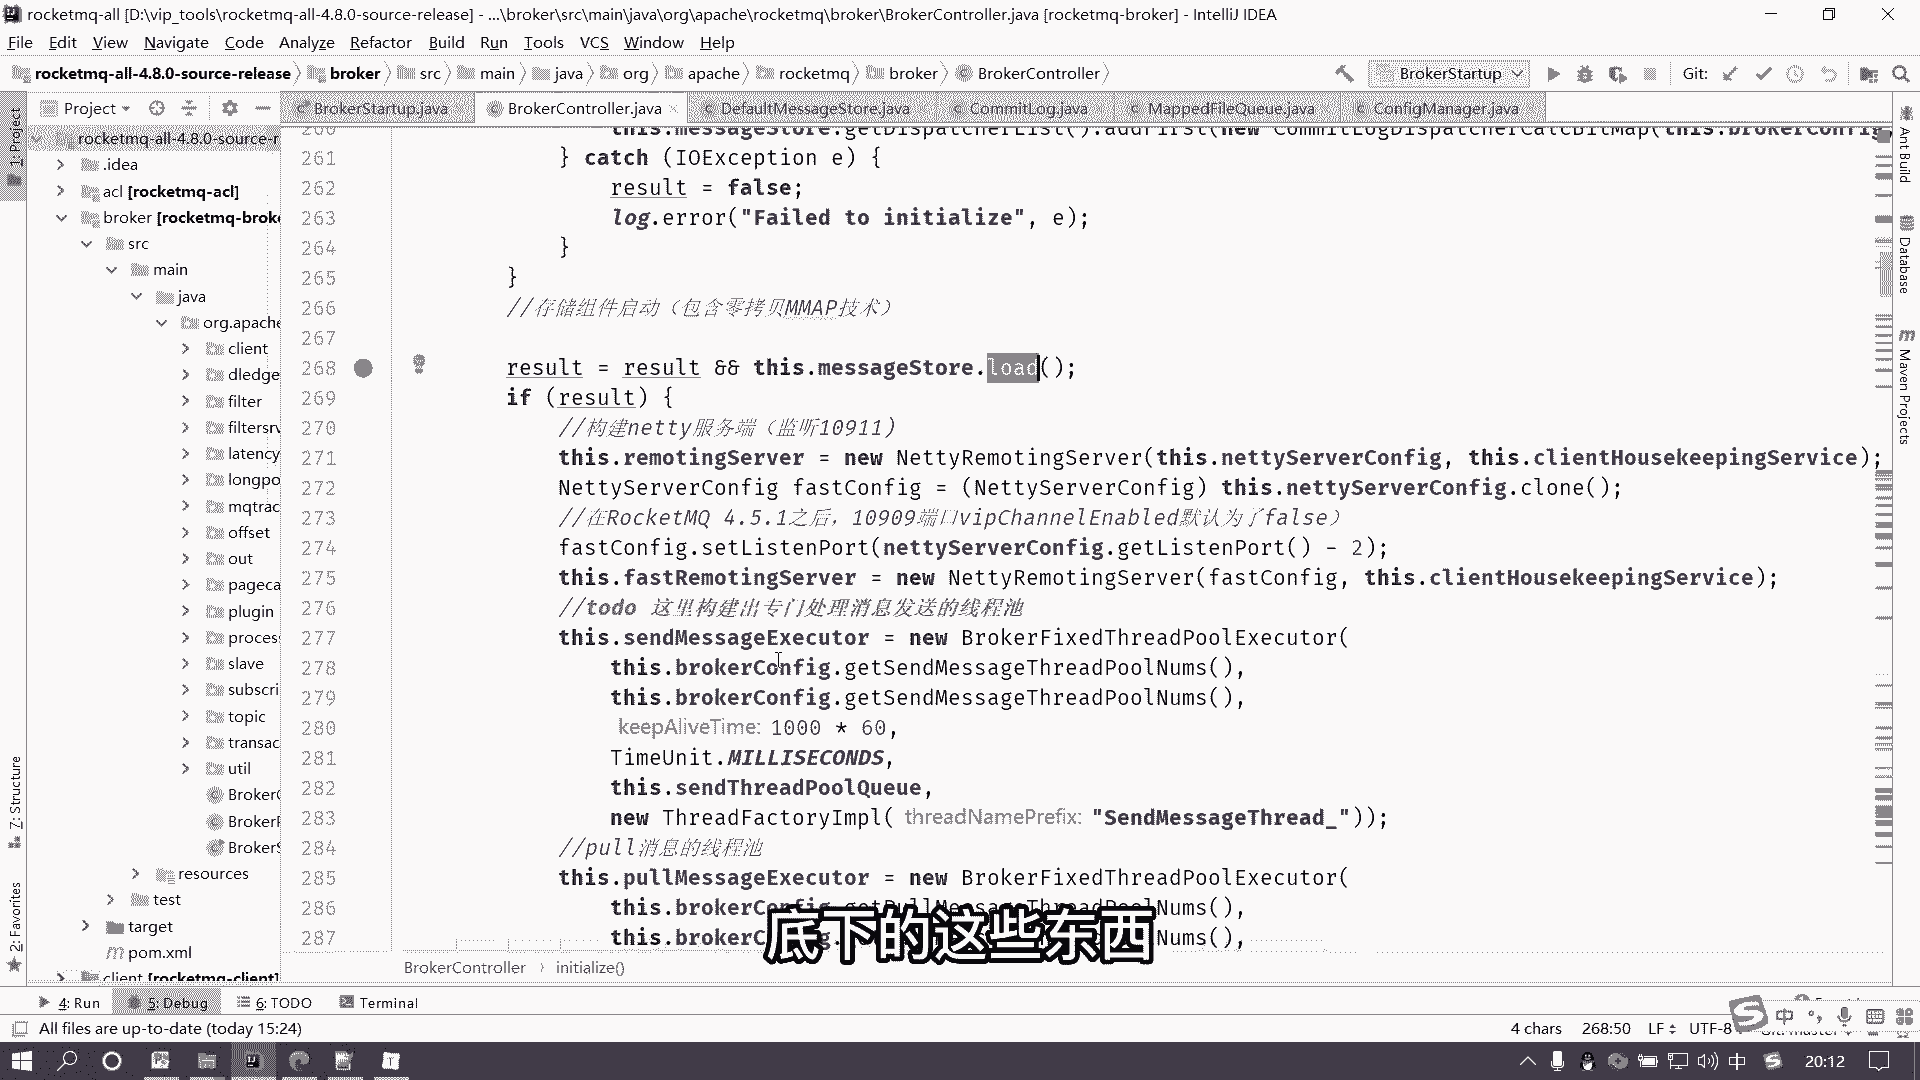 rocketmq-all [D:\vip_tools\rocketmq-all-4.8.0-source-release] - ...\broker\src\main\java\org\apache\rocketmq\broker\BrokerController.java [rocketmq-broker] - IntelliJ IDEA
File Edit View Navigate Code Analyze Refactor Build Run Tools VCS Window Help
rocketmq-all-4.8.0-source-release broker src main java org apache rocketmq broker BrokerController BrokerStartup Git:
Project BrokerStartup.java BrokerController.java DefaultMessageStore.java CommitLog.java MappedFileQueue.java ConfigManager.java
1: Project
7: Structure
2: Favorites
Ant Build
Database
Maven Projects
rocketmq-all-4.8.0-source-r
.idea
acl [rocketmq-acl]
broker [rocketmq-broke
src
main
java
org.apache
client
dledge
filter
filtersrv
latency
longpo
mqtrac
offset
out
pageca
plugin
process
slave
subscri
topic
transac
util
BrokerC
BrokerP
BrokerS
resources
test
target
pom.xml
client [rocketmq-client]
260 this.messageStore.getDispatcherList().addFirst(new CommitLogDispatcherCalcBitMap(this.brokerConfig,
261 } catch (IOException e) {
262 result = false;
263 log.error("Failed to initialize", e);
264 }
265 }
266 //存储组件启动（包含零拷贝MMAP技术）
267
268 result = result && this.messageStore.load();
269 if (result) {
270 //构建netty服务端（监听10911）
271 this.remotingServer = new NettyRemotingServer(this.nettyServerConfig, this.clientHousekeepingService);
272 NettyServerConfig fastConfig = (NettyServerConfig) this.nettyServerConfig.clone();
273 //在RocketMQ 4.5.1之后，10909端口vipChannelEnabled默认为了false）
274 fastConfig.setListenPort(nettyServerConfig.getListenPort() - 2);
275 this.fastRemotingServer = new NettyRemotingServer(fastConfig, this.clientHousekeepingService);
276 //todo 这里构建出专门处理消息发送的线程池
277 this.sendMessageExecutor = new BrokerFixedThreadPoolExecutor(
278 this.brokerConfig.getSendMessageThreadPoolNums(),
279 this.brokerConfig.getSendMessageThreadPoolNums(),
280 keepAliveTime: 1000 * 60,
281 TimeUnit.MILLISECONDS,
282 this.sendThreadPoolQueue,
283 new ThreadFactoryImpl( threadNamePrefix: "SendMessageThread_"));
284 //pull消息的线程池
285 this.pullMessageExecutor = new BrokerFixedThreadPoolExecutor(
286 this.brokerConfig.getPullMessageThreadPoolNums(),
287 this.brokerC Nums(),
底下的这些东西
BrokerController initialize()
4: Run 5: Debug 6: TODO Terminal
All files are up-to-date (today 15:24) 4 chars 268:50 LF UTF-8
中
中 20:12